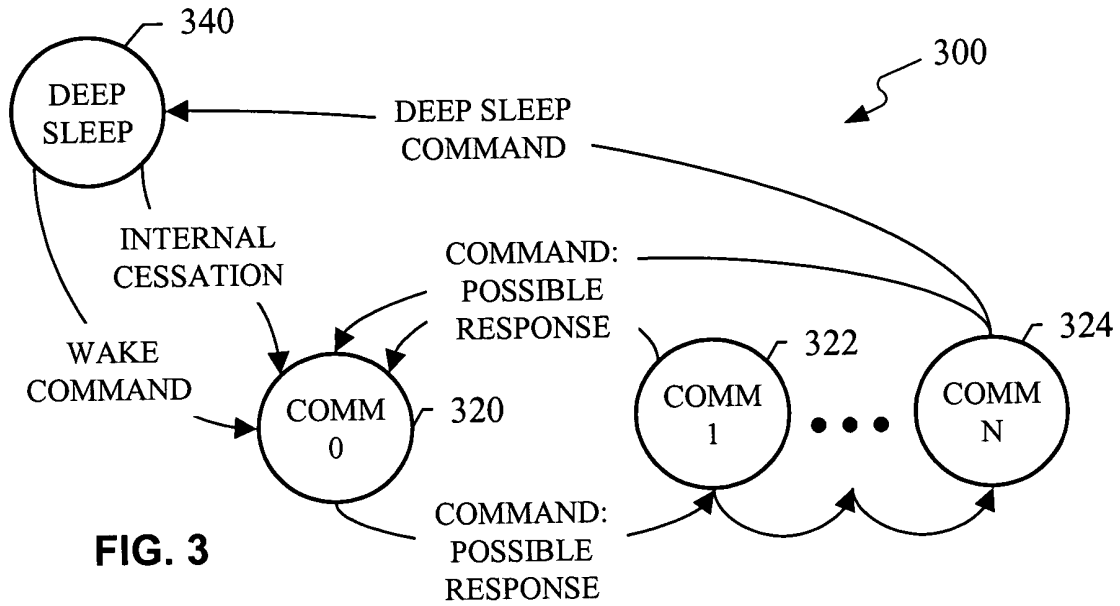 340
300
DEEP
SLEEP
DEEP SLEEP
COMMAND
INTERNAL
CESSATION
COMMAND:
POSSIBLE
RESPONSE
WAKE
COMMAND
322
324
COMM
0
320
COMM
1
COMM
N
COMMAND:
POSSIBLE
RESPONSE
FIG. 3